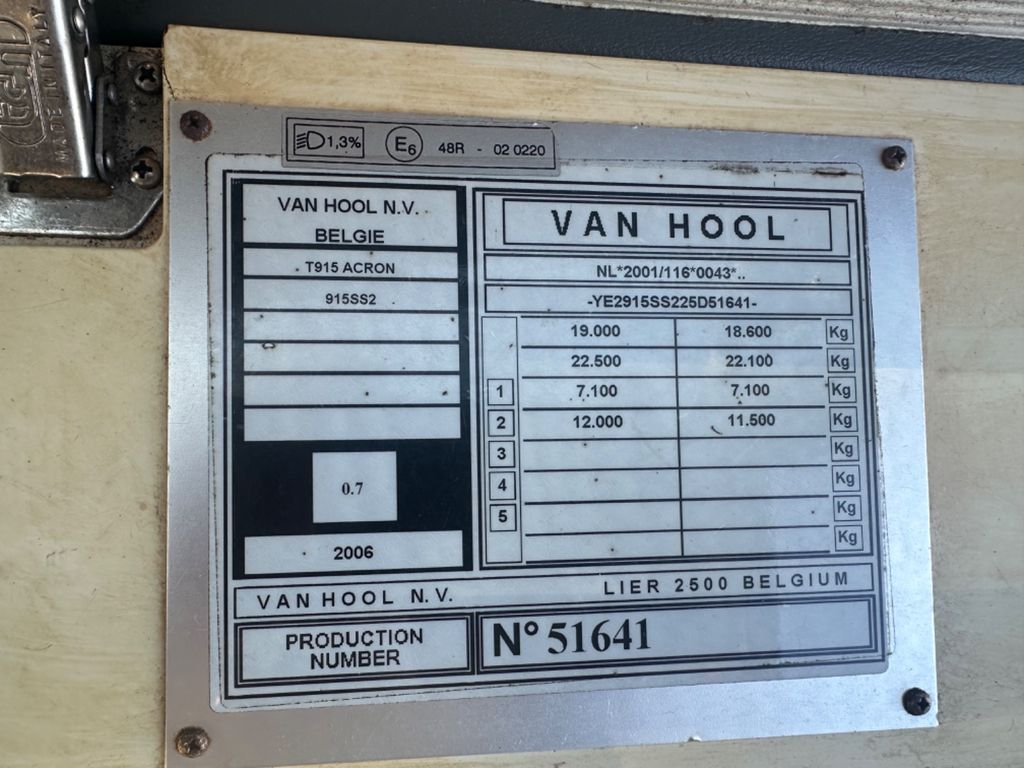 MADE IN ITALY
1,3% E6 48R - 02 0220
VAN HOOL N.V.
BELGIE
T915 ACRON
915SS2
0.7
2006
VAN HOOL
NL*2001/116*0043*..
-YE2915SS225D51641-
19.000 18.600 Kg
22.500 22.100 Kg
1 7.100 7.100 Kg
2 12.000 11.500 Kg
3 Kg
4 Kg
5 Kg
Kg
VAN HOOL N.V. LIER 2500 BELGIUM
PRODUCTION
NUMBER
N° 51641